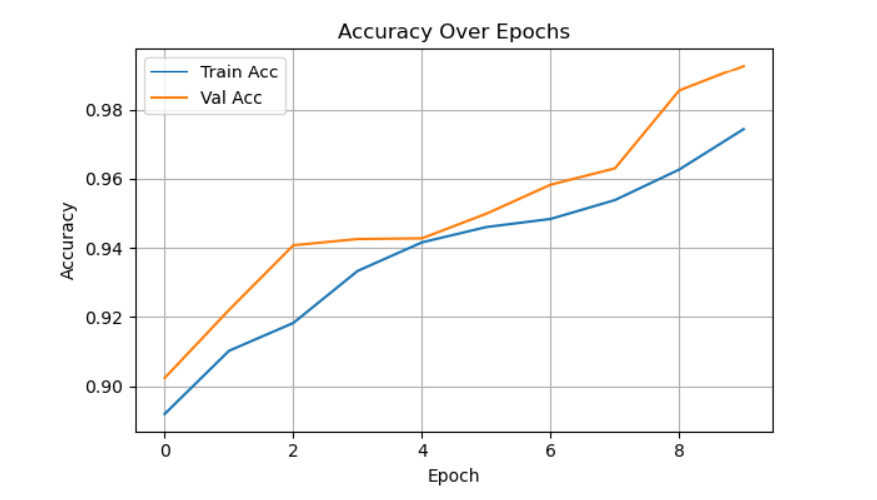 Accuracy Over Epochs
Train Acc
Val Acc
0.98
0.96
0.94
0.92
0.90
Accuracy
0 2 4 6 8
Epoch